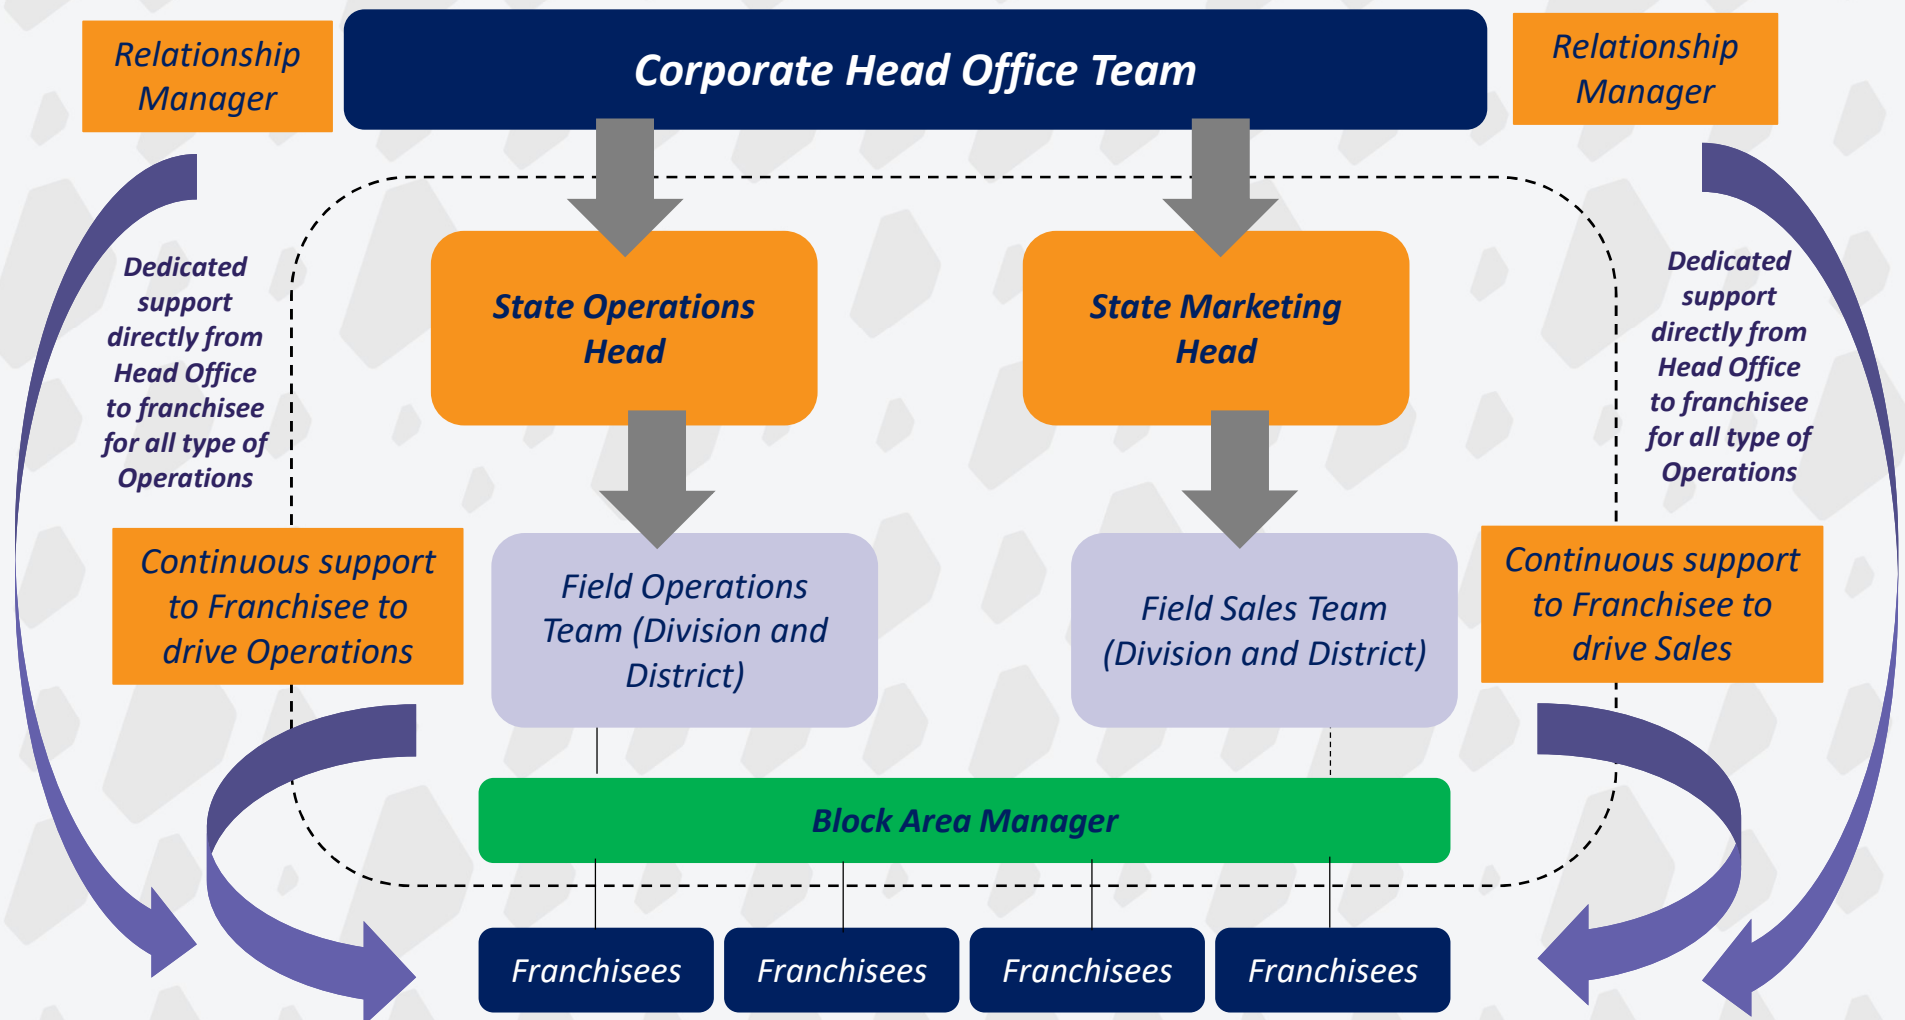 Relationship
Manager
Corporate Head Office Team
Relationship
Manager
Dedicated
support
directly from
Head Office
to franchisee
for all type of
Operations
State Operations
Head
State Marketing
Head
Dedicated
support
directly from
Head Office
to franchisee
for all type of
Operations
Continuous support
to Franchisee to
drive Operations
Field Operations
Team (Division and
District)
Field Sales Team
(Division and District)
Continuous support
to Franchisee to
drive Sales
Block Area Manager
Franchisees
Franchisees
Franchisees
Franchisees